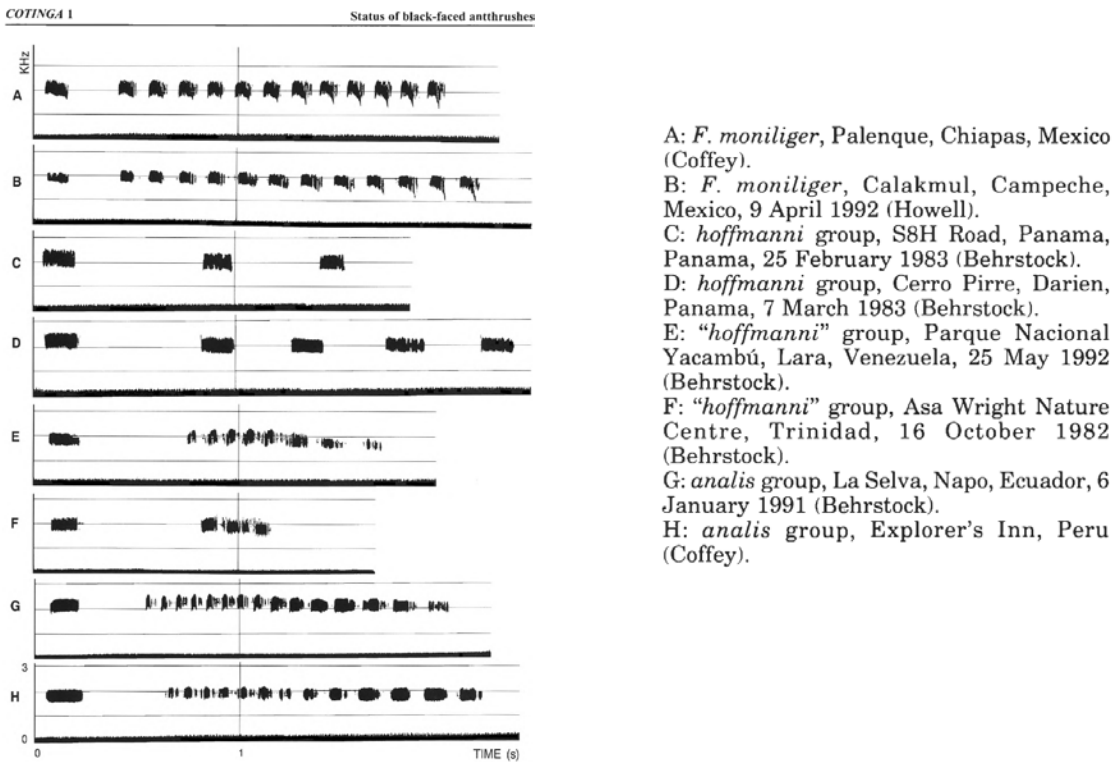 COTINGA 1
Status of black-faced antthrushes
KHz
A
B
C
D
E
F
G
3
H
0
0
1
TIME (s)
A: F. moniliger, Palenque, Chiapas, Mexico
(Coffey).
B: F. moniliger, Calakmul, Campeche,
Mexico, 9 April 1992 (Howell).
C: hoffmanni group, S8H Road, Panama,
Panama, 25 February 1983 (Behrstock).
D: hoffmanni group, Cerro Pirre, Darien,
Panama, 7 March 1983 (Behrstock).
E: “hoffmanni” group, Parque Nacional
Yacambú, Lara, Venezuela, 25 May 1992
(Behrstock).
F: “hoffmanni” group, Asa Wright Nature
Centre, Trinidad, 16 October 1982
(Behrstock).
G: analis group, La Selva, Napo, Ecuador, 6
January 1991 (Behrstock).
H: analis group, Explorer's Inn, Peru
(Coffey).